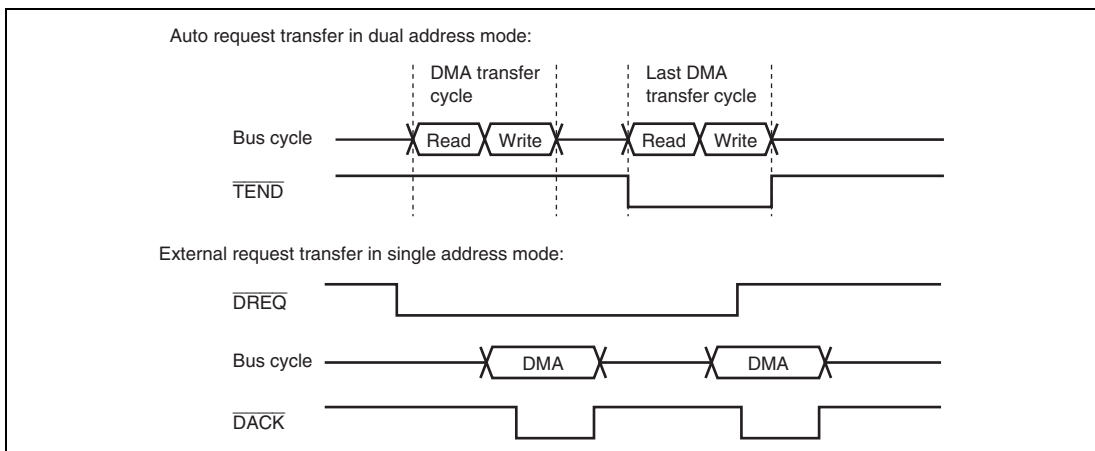 Auto request transfer in dual address mode:
DMA transfer
cycle
Last DMA
transfer cycle
Bus cycle
Read
Write
Read
Write
TEND
External request transfer in single address mode:
DREQ
Bus cycle
DMA
DMA
DACK